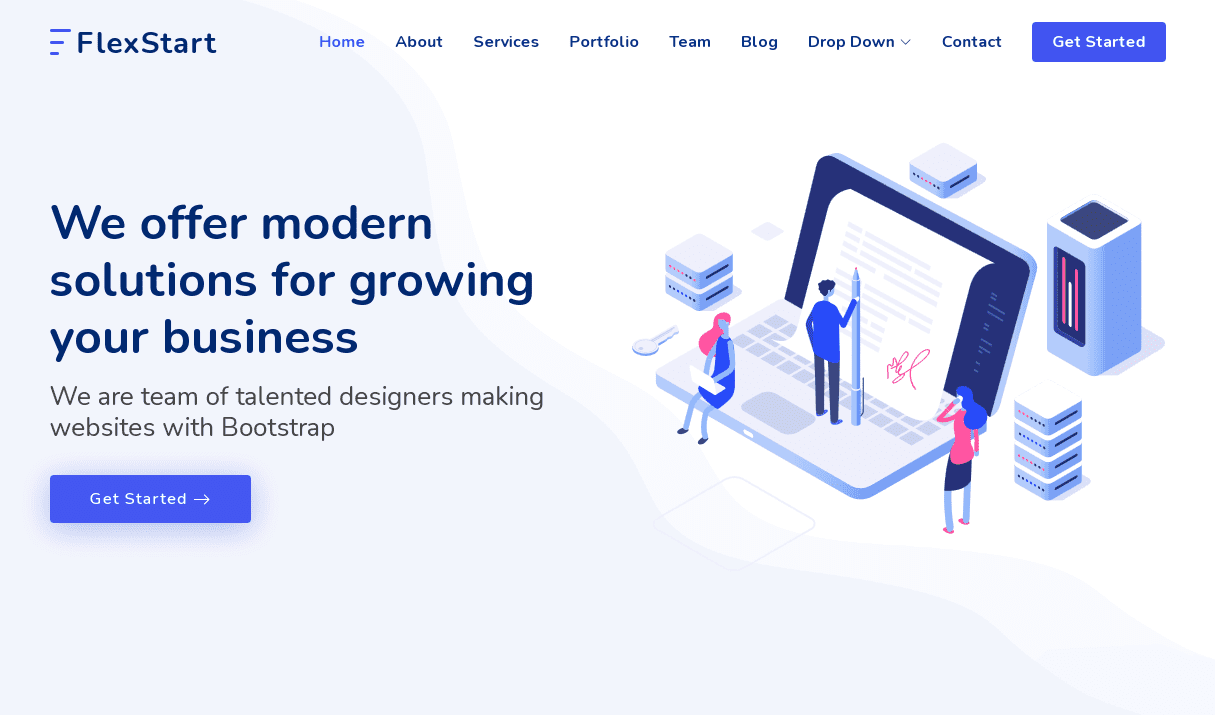 FlexStart
Home About Services Portfolio Team Blog Drop Down Contact Get Started
We offer modern
solutions for growing
your business
We are team of talented designers making
websites with Bootstrap
Get Started →